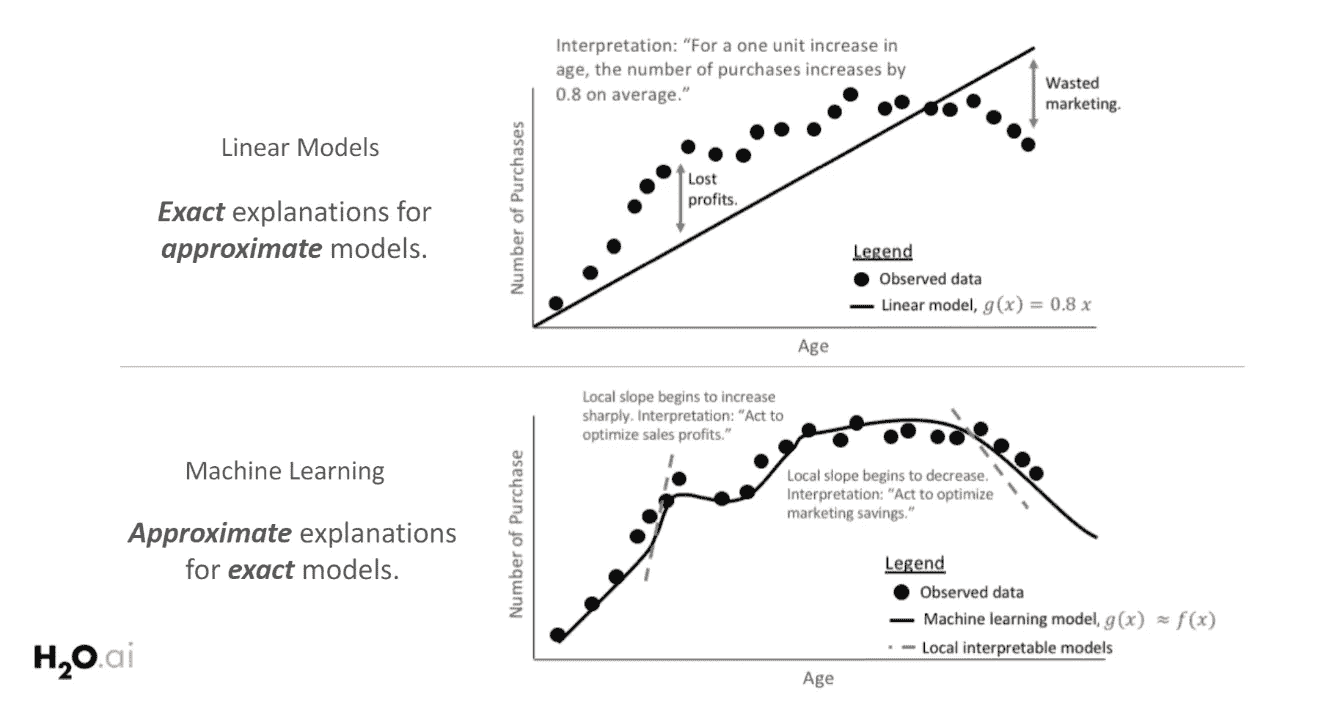 Interpretation: “For a one unit increase in
age, the number of purchases increases by
0.8 on average.”
Wasted
marketing.
Linear Models
Exact explanations for
approximate models.
Number of Purchases
Lost
profits.
Legend
Observed data
Linear model, g(x) = 0.8 x
Age
Local slope begins to increase
sharply. Interpretation: “Act to
optimize sales profits.”
Machine Learning
Approximate explanations
for exact models.
Number of Purchase
Local slope begins to decrease.
Interpretation: “Act to optimize
marketing savings.”
Legend
Observed data
Machine learning model, g(x) ≈ f(x)
Local interpretable models
Age
H2O.ai